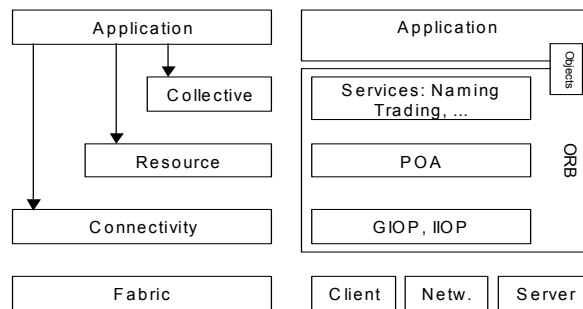 Application
Collective
Resource
Connectivity
Fabric
Application
Objects
Services: Naming
Trading, ...
POA
ORB
GIOP, IIOP
Client
Netw.
Server